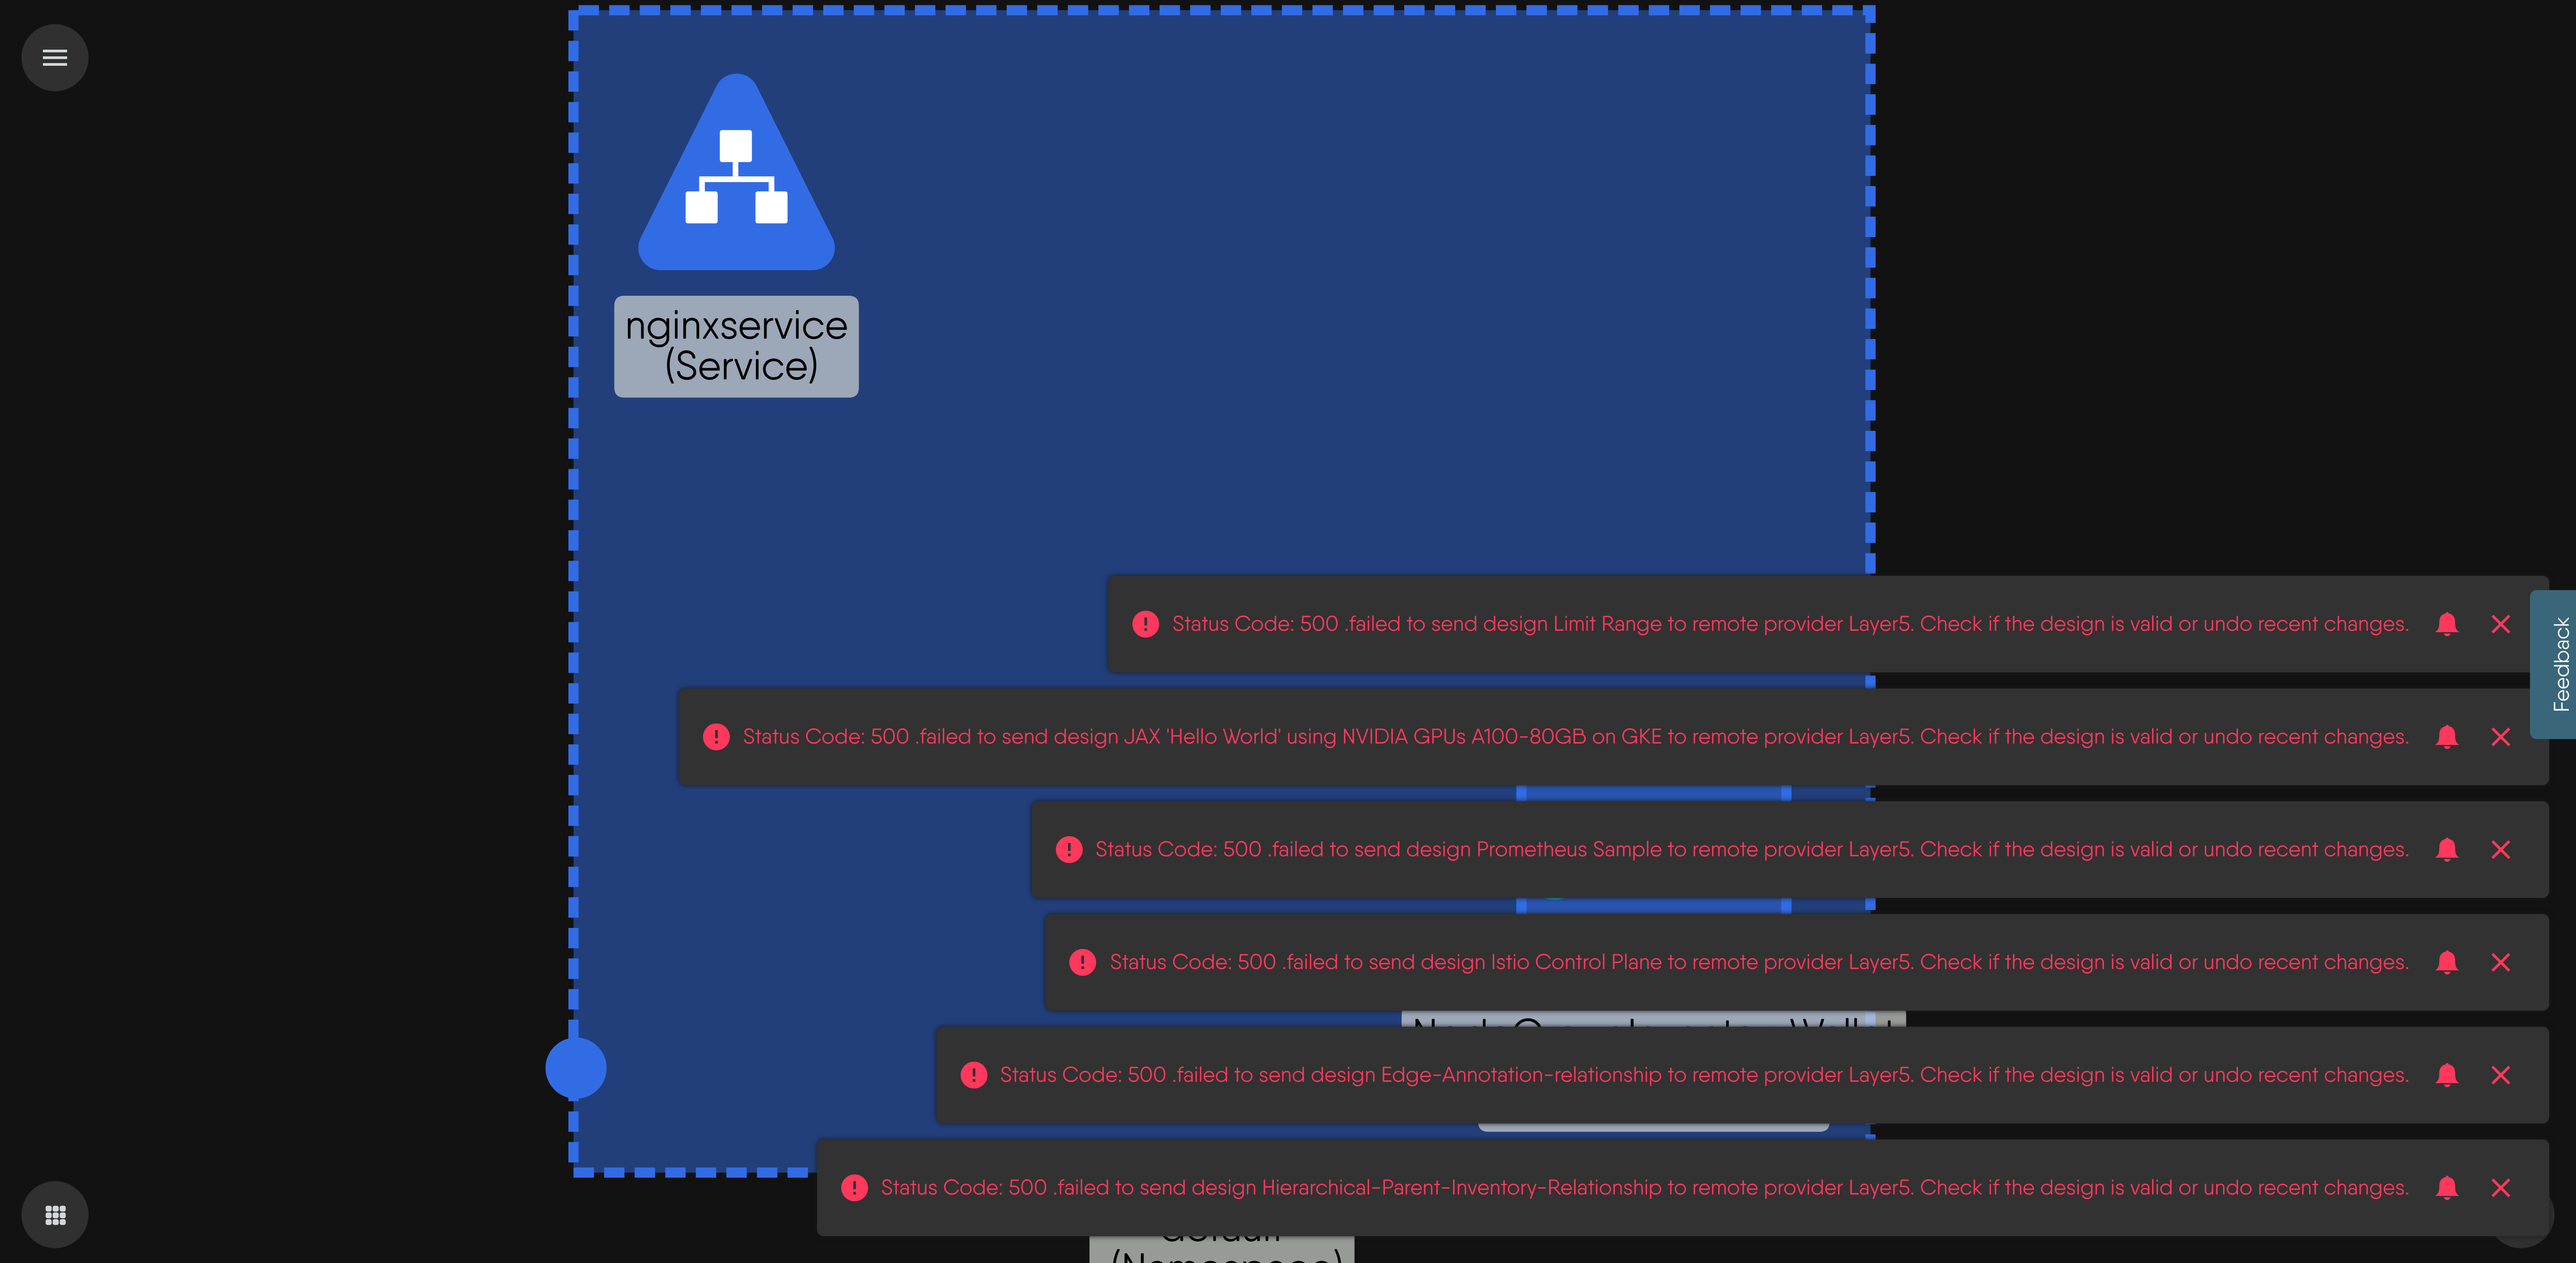 nginxservice
(Service)
Status Code: 500 .failed to send design Limit Range to remote provider Layer5. Check if the design is valid or undo recent changes.
Feedback
Status Code: 500 .failed to send design JAX 'Hello World' using NVIDIA GPUs A100-80GB on GKE to remote provider Layer5. Check if the design is valid or undo recent changes.
Status Code: 500 .failed to send design Prometheus Sample to remote provider Layer5. Check if the design is valid or undo recent changes.
Status Code: 500 .failed to send design Istio Control Plane to remote provider Layer5. Check if the design is valid or undo recent changes.
Status Code: 500 .failed to send design Edge-Annotation-relationship to remote provider Layer5. Check if the design is valid or undo recent changes.
Status Code: 500 .failed to send design Hierarchical-Parent-Inventory-Relationship to remote provider Layer5. Check if the design is valid or undo recent changes.
default
(Namespace)